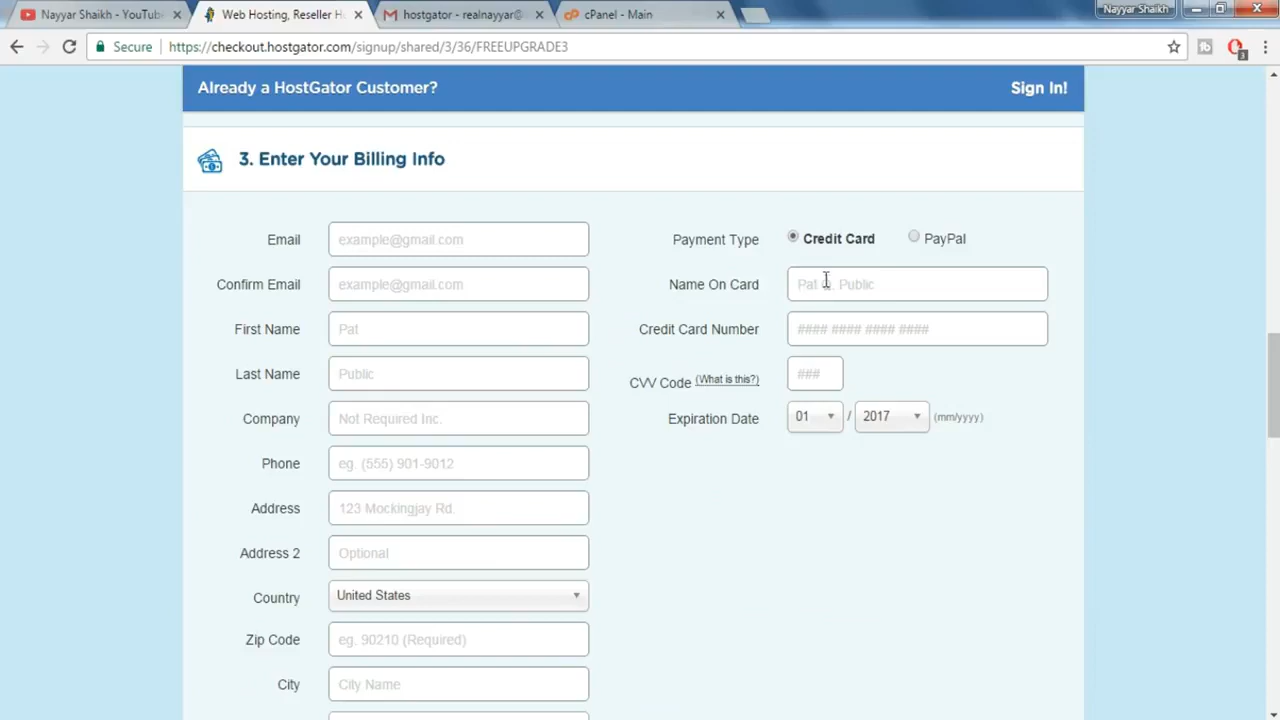 Nayyar Shaikh - YouTube
Web Hosting, Reseller H
hostgator-realnayyar@
cPanel - Main
Nayyar Shaikh
Secure
https://checkout.hostgator.com/signup/shared/3/36/FREEUPGRADE3
3
Already a HostGator Customer?
Sign In!
3. Enter Your Billing Info
Email
example@gmail.com
Confirm Email
example@gmail.com
First Name
Pat
Last Name
Public
Company
Not Required Inc.
Phone
eg. (555) 901-9012
Address
123 Mockingjay Rd.
Address 2
Optional
Country
United States
Zip Code
eg. 90210 (Required)
City
City Name
Payment Type
Credit Card
PayPal
Name On Card
Pat Public
Credit Card Number
#### #### #### ####
CVV Code (What is this?)
###
Expiration Date
01 / 2017 (mm/yyyy)